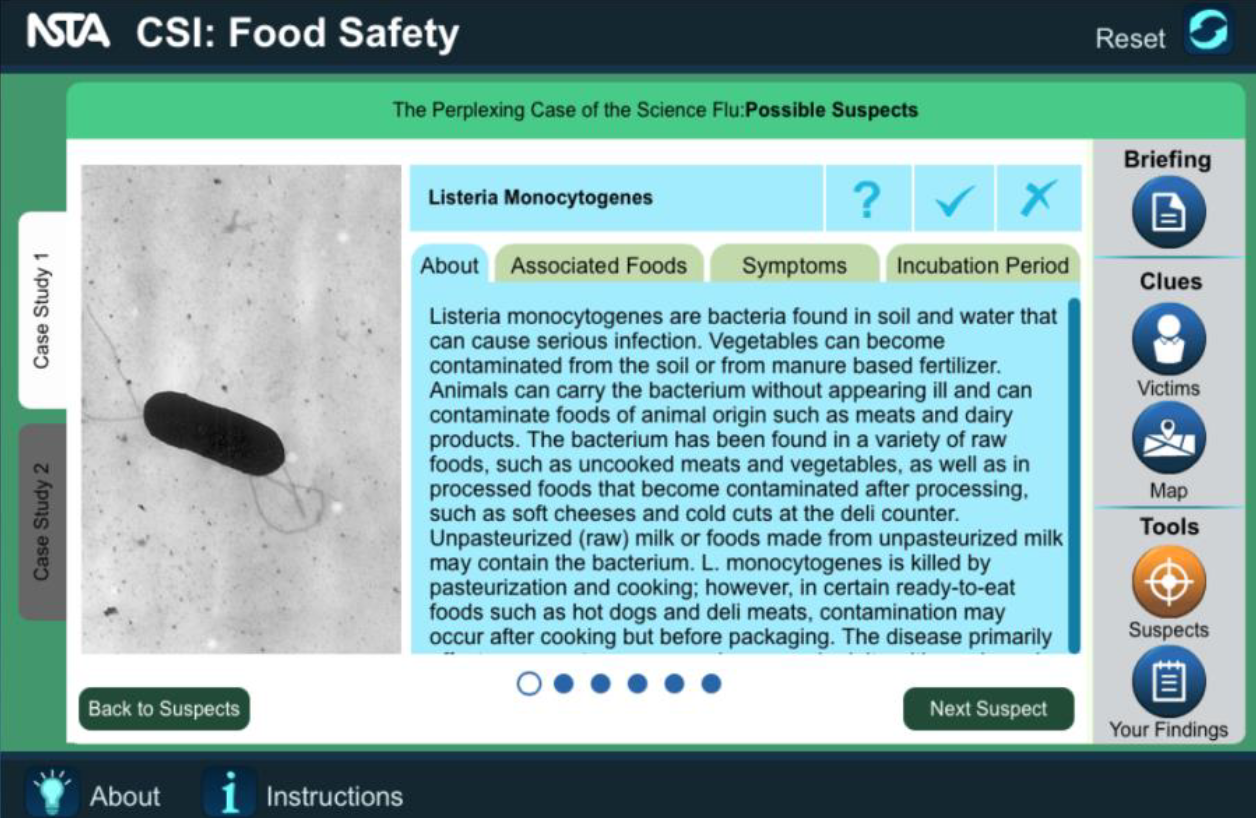 NSTA CSI: Food Safety
Reset
The Perplexing Case of the Science Flu:Possible Suspects
Case Study 1
Case Study 2
Listeria Monocytogenes
?
About
Associated Foods
Symptoms
Incubation Period
Listeria monocytogenes are bacteria found in soil and water that
can cause serious infection. Vegetables can become
contaminated from the soil or from manure based fertilizer.
Animals can carry the bacterium without appearing ill and can
contaminate foods of animal origin such as meats and dairy
products. The bacterium has been found in a variety of raw
foods, such as uncooked meats and vegetables, as well as in
processed foods that become contaminated after processing,
such as soft cheeses and cold cuts at the deli counter.
Unpasteurized (raw) milk or foods made from unpasteurized milk
may contain the bacterium. L. monocytogenes is killed by
pasteurization and cooking; however, in certain ready-to-eat
foods such as hot dogs and deli meats, contamination may
occur after cooking but before packaging. The disease primarily
Back to Suspects
Next Suspect
Briefing
Clues
Victims
Map
Tools
Suspects
Your Findings
About
i Instructions